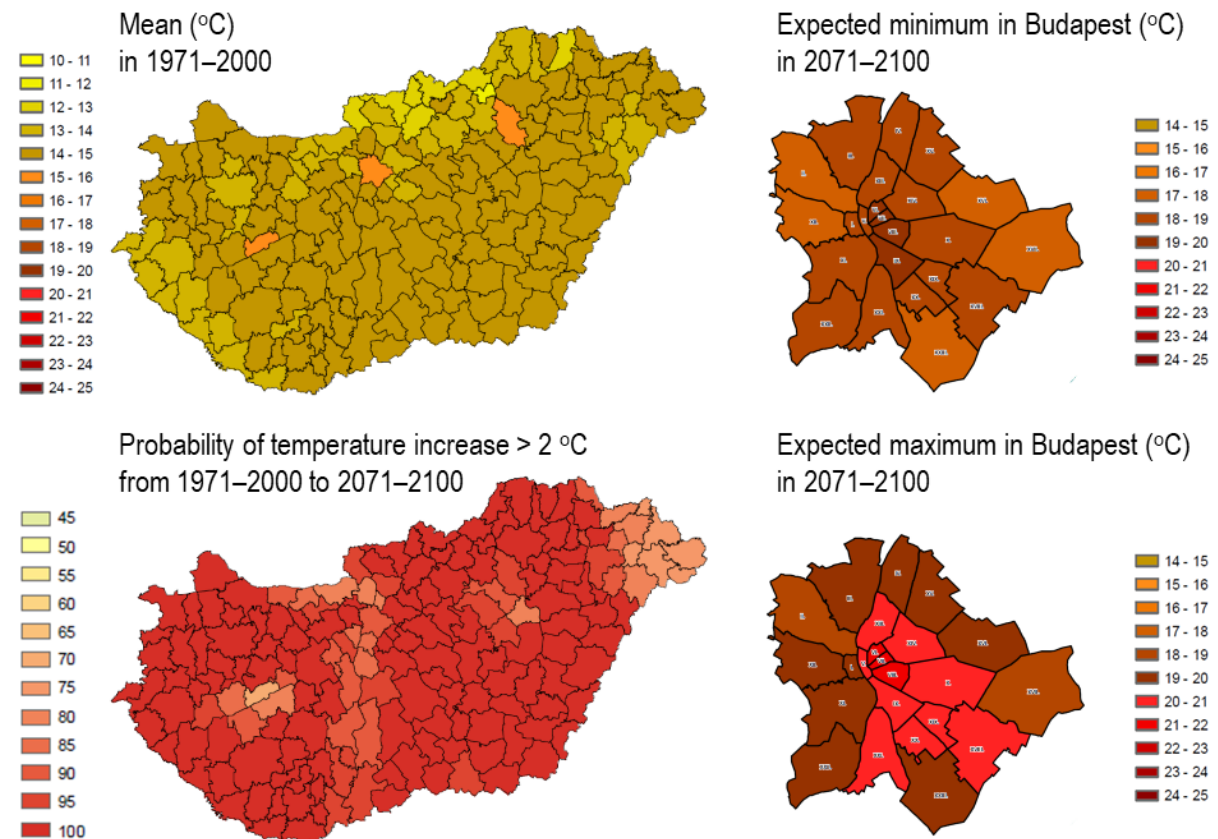 Mean (°C)
in 1971–2000
10 - 11
11 - 12
12 - 13
13 - 14
14 - 15
15 - 16
16 - 17
17 - 18
18 - 19
19 - 20
20 - 21
21 - 22
22 - 23
23 - 24
24 - 25
Expected minimum in Budapest (°C)
in 2071–2100
14 - 15
15 - 16
16 - 17
17 - 18
18 - 19
19 - 20
20 - 21
21 - 22
22 - 23
23 - 24
24 - 25
Probability of temperature increase > 2 °C
from 1971–2000 to 2071–2100
45
50
55
60
65
70
75
80
85
90
95
100
Expected maximum in Budapest (°C)
in 2071–2100
14 - 15
15 - 16
16 - 17
17 - 18
18 - 19
19 - 20
20 - 21
21 - 22
22 - 23
23 - 24
24 - 25